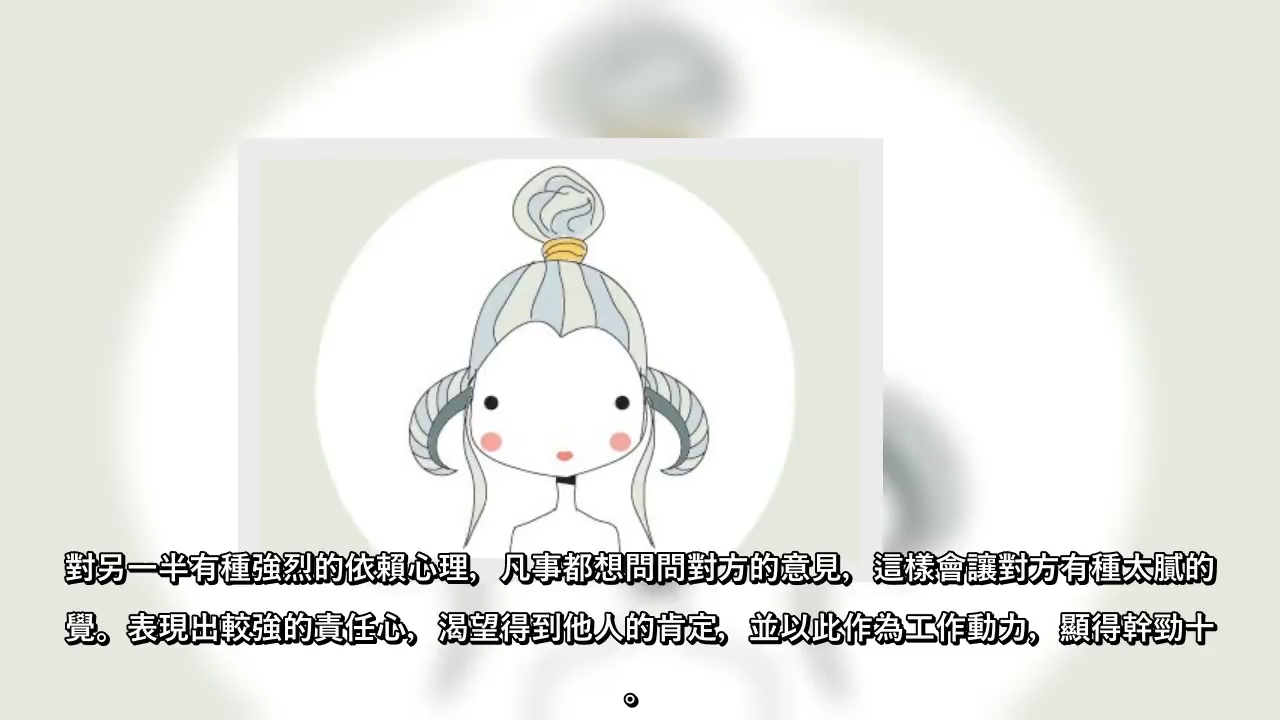 對另一半有種強烈的依賴心理，凡事都想問問對方的意見，這樣會讓對方有種太膩的
覺。表現出較強的責任心，渴望得到他人的肯定，並以此作為工作動力，顯得幹勁十
。